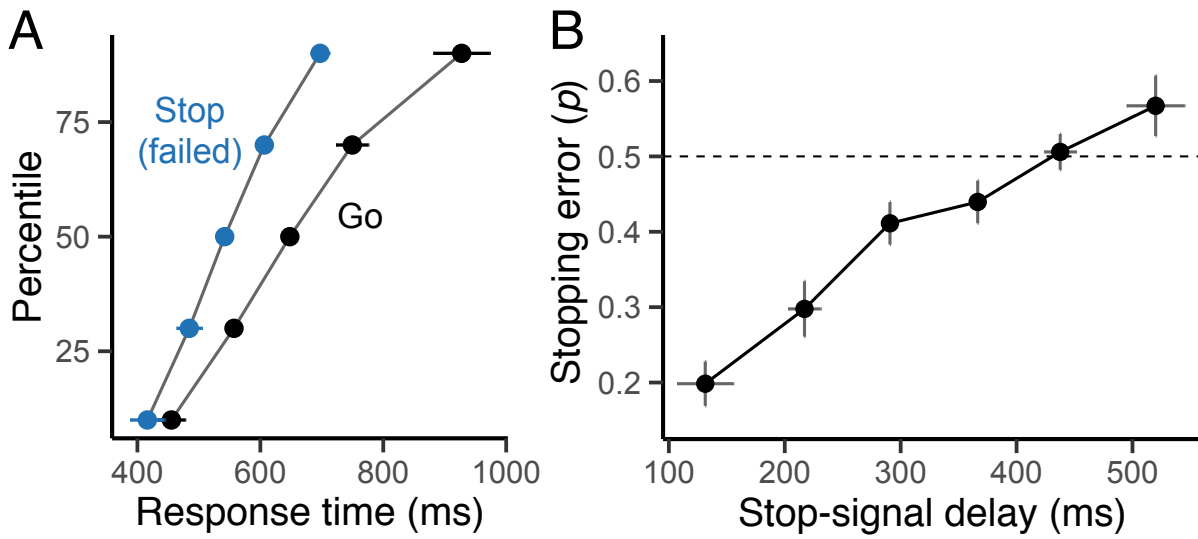 A
Percentile
75
50
25
Stop
(failed)
Go
400
600
800
1000
Response time (ms)
B
Stopping error (p)
0.6
0.5
0.4
0.3
0.2
100
200
300
400
500
Stop-signal delay (ms)